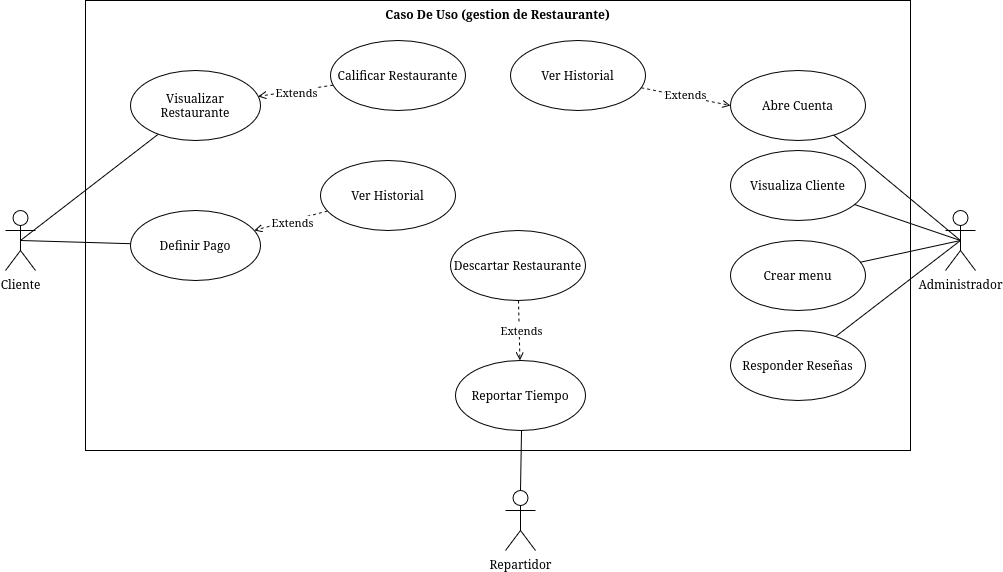 Caso De Uso (gestion de Restaurante)
Calificar Restaurante
Ver Historial
Extends
Visualizar
Restaurante
Extends
Abre Cuenta
Visualiza Cliente
Ver Historial
Extends
Definir Pago
Descartar Restaurante
Crear menu
Cliente
Administrador
Extends
Responder Reseñas
Reportar Tiempo
Repartidor